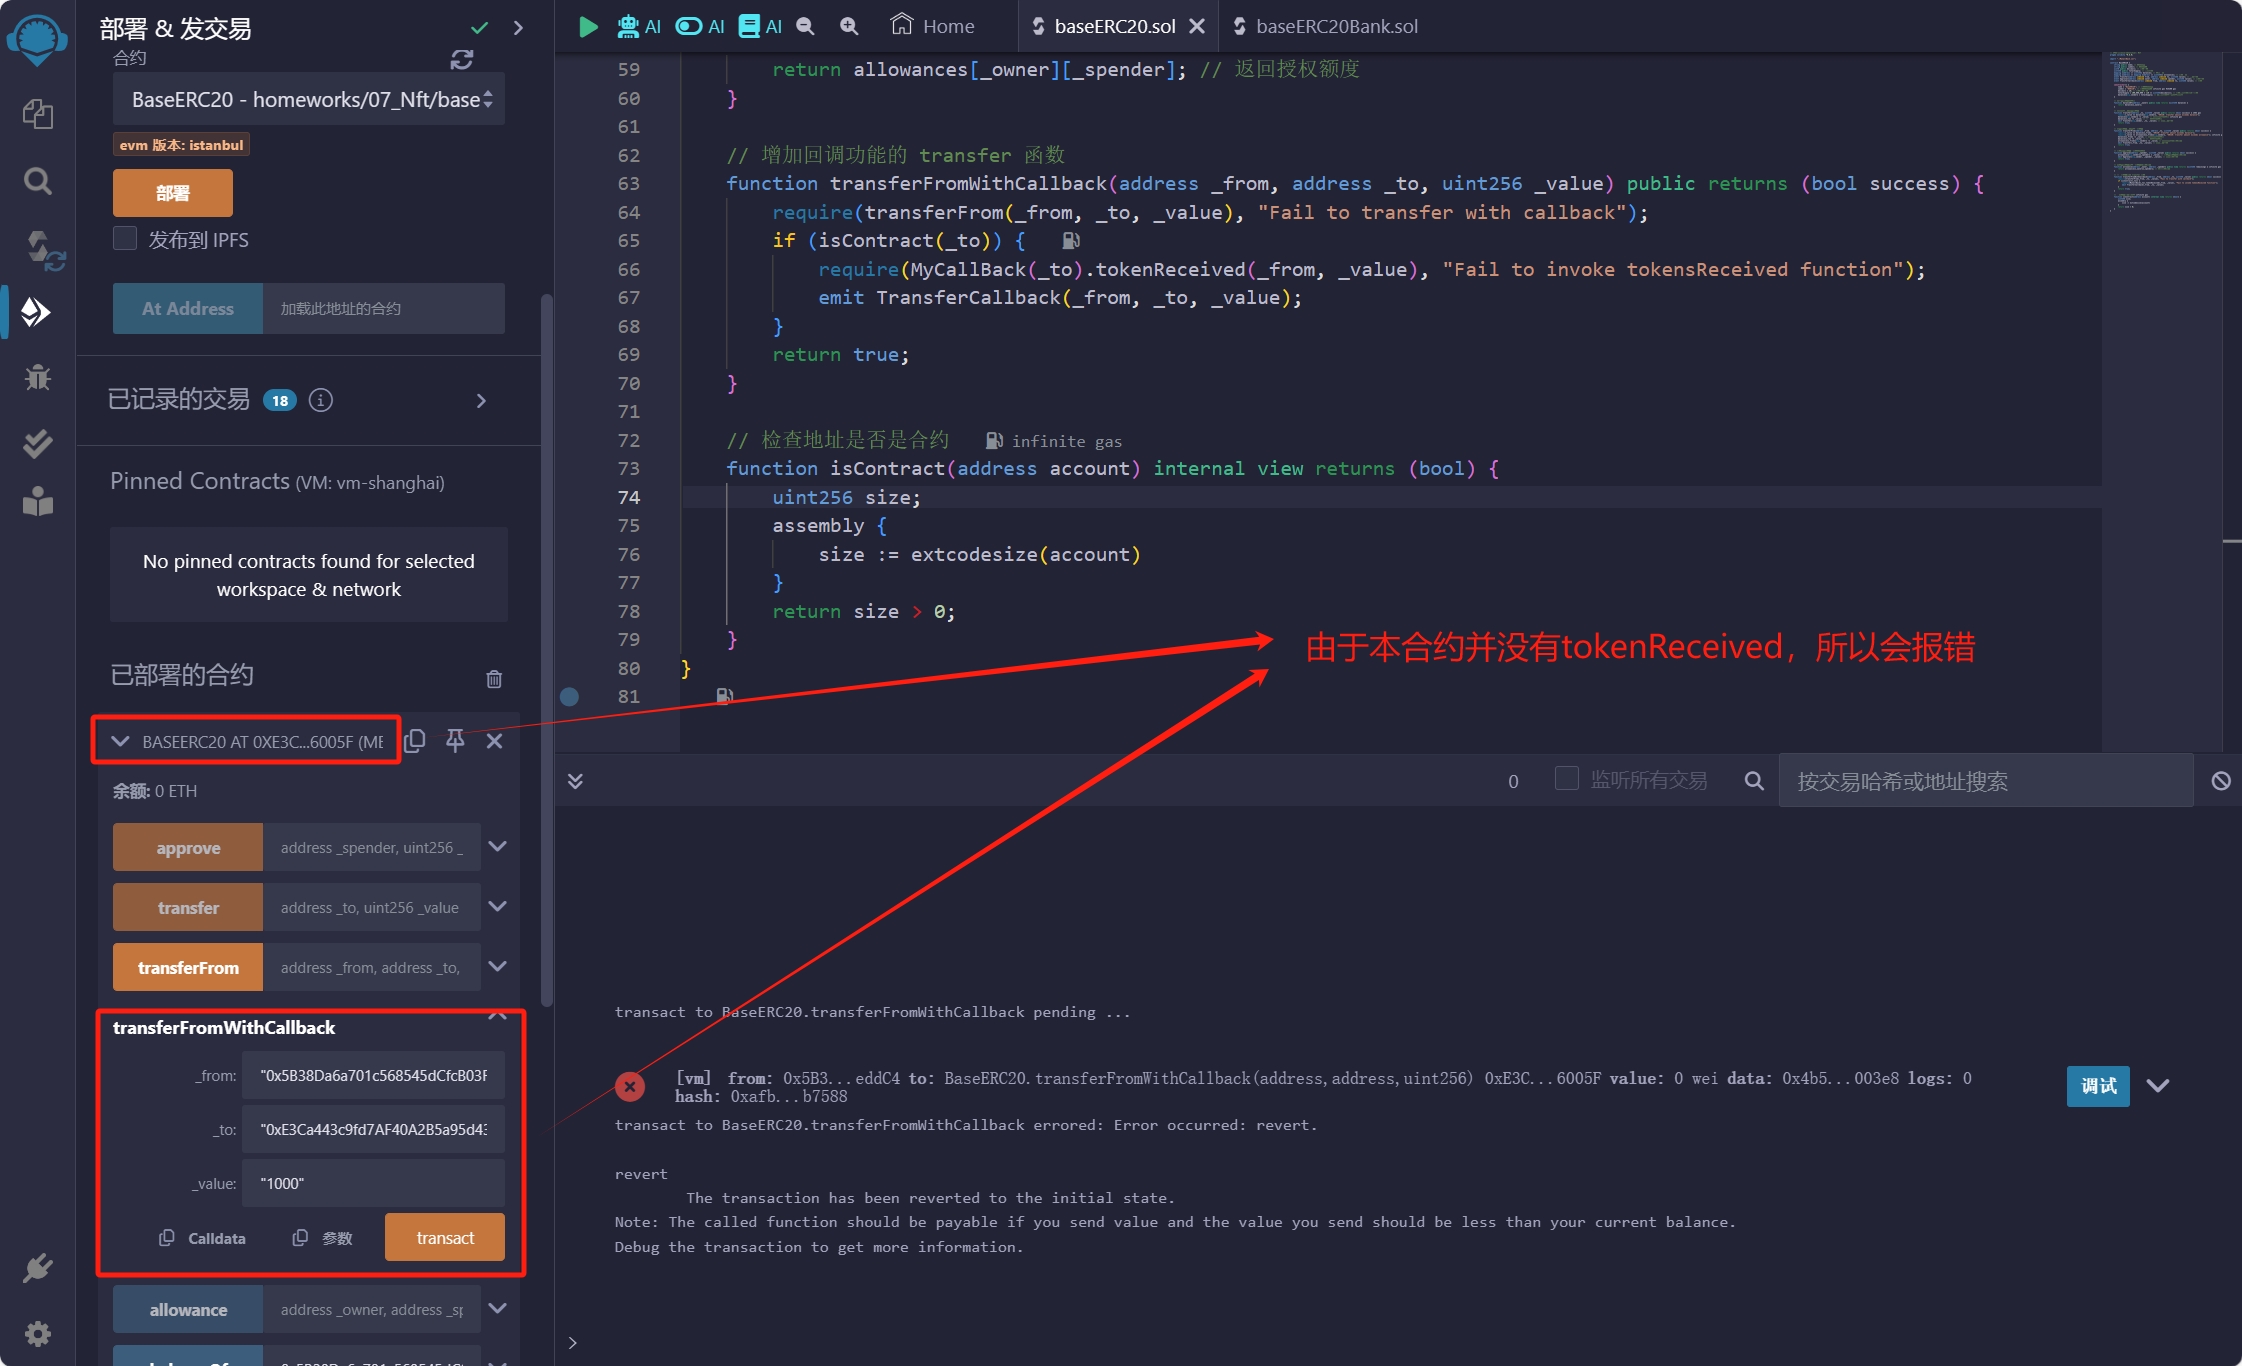 部署 & 发交易
合约
BaseERC20 - homeworks/07_Nft/base
evm 版本: istanbul
部署
发布到 IPFS
At Address
加载此地址的合约
已记录的交易 18
Pinned Contracts (VM: vm-shanghai)
No pinned contracts found for selected
workspace & network
已部署的合约
BASEERC20 AT 0XE3C...6005F (ME
余额: 0 ETH
approve
address _spender, uint256 _
transfer
address _to, uint256 _value
transferFrom
address _from, address _to,
transferFromWithCallback
_from: "0x5B38Da6a701c568545dCfcB03F
_to: "0xE3Ca443c9fd7AF40A2B5a95d43
_value: "1000"
Calldata
参数
transact
allowance
address _owner, address _sp
AI
AI
AI
Home
baseERC20.sol
baseERC20Bank.sol
59 return allowances[_owner][_spender]; // 返回授权额度
60 }
61
62 // 增加回调功能的 transfer 函数
63 function transferFromWithCallback(address _from, address _to, uint256 _value) public returns (bool success) {
64 require(transferFrom(_from, _to, _value), "Fail to transfer with callback");
65 if (isContract(_to)) {
66 require(MyCallBack(_to).tokenReceived(_from, _value), "Fail to invoke tokensReceived function");
67 emit TransferCallback(_from, _to, _value);
68 }
69 return true;
70 }
71
72 // 检查地址是否是合约 infinite gas
73 function isContract(address account) internal view returns (bool) {
74 uint256 size;
75 assembly {
76 size := extcodesize(account)
77 }
78 return size > 0;
79 }
80 }
81
由于本合约并没有tokenReceived，所以会报错
0
监听所有交易
按交易哈希或地址搜索
transact to BaseERC20.transferFromWithCallback pending ...
[vm] from: 0x5B3...eddC4 to: BaseERC20.transferFromWithCallback(address,address,uint256) 0xE3C...6005F value: 0 wei data: 0x4b5...003e8 logs: 0
hash: 0xafb...b7588
调试
transact to BaseERC20.transferFromWithCallback errored: Error occurred: revert.
revert
The transaction has been reverted to the initial state.
Note: The called function should be payable if you send value and the value you send should be less than your current balance.
Debug the transaction to get more information.
>